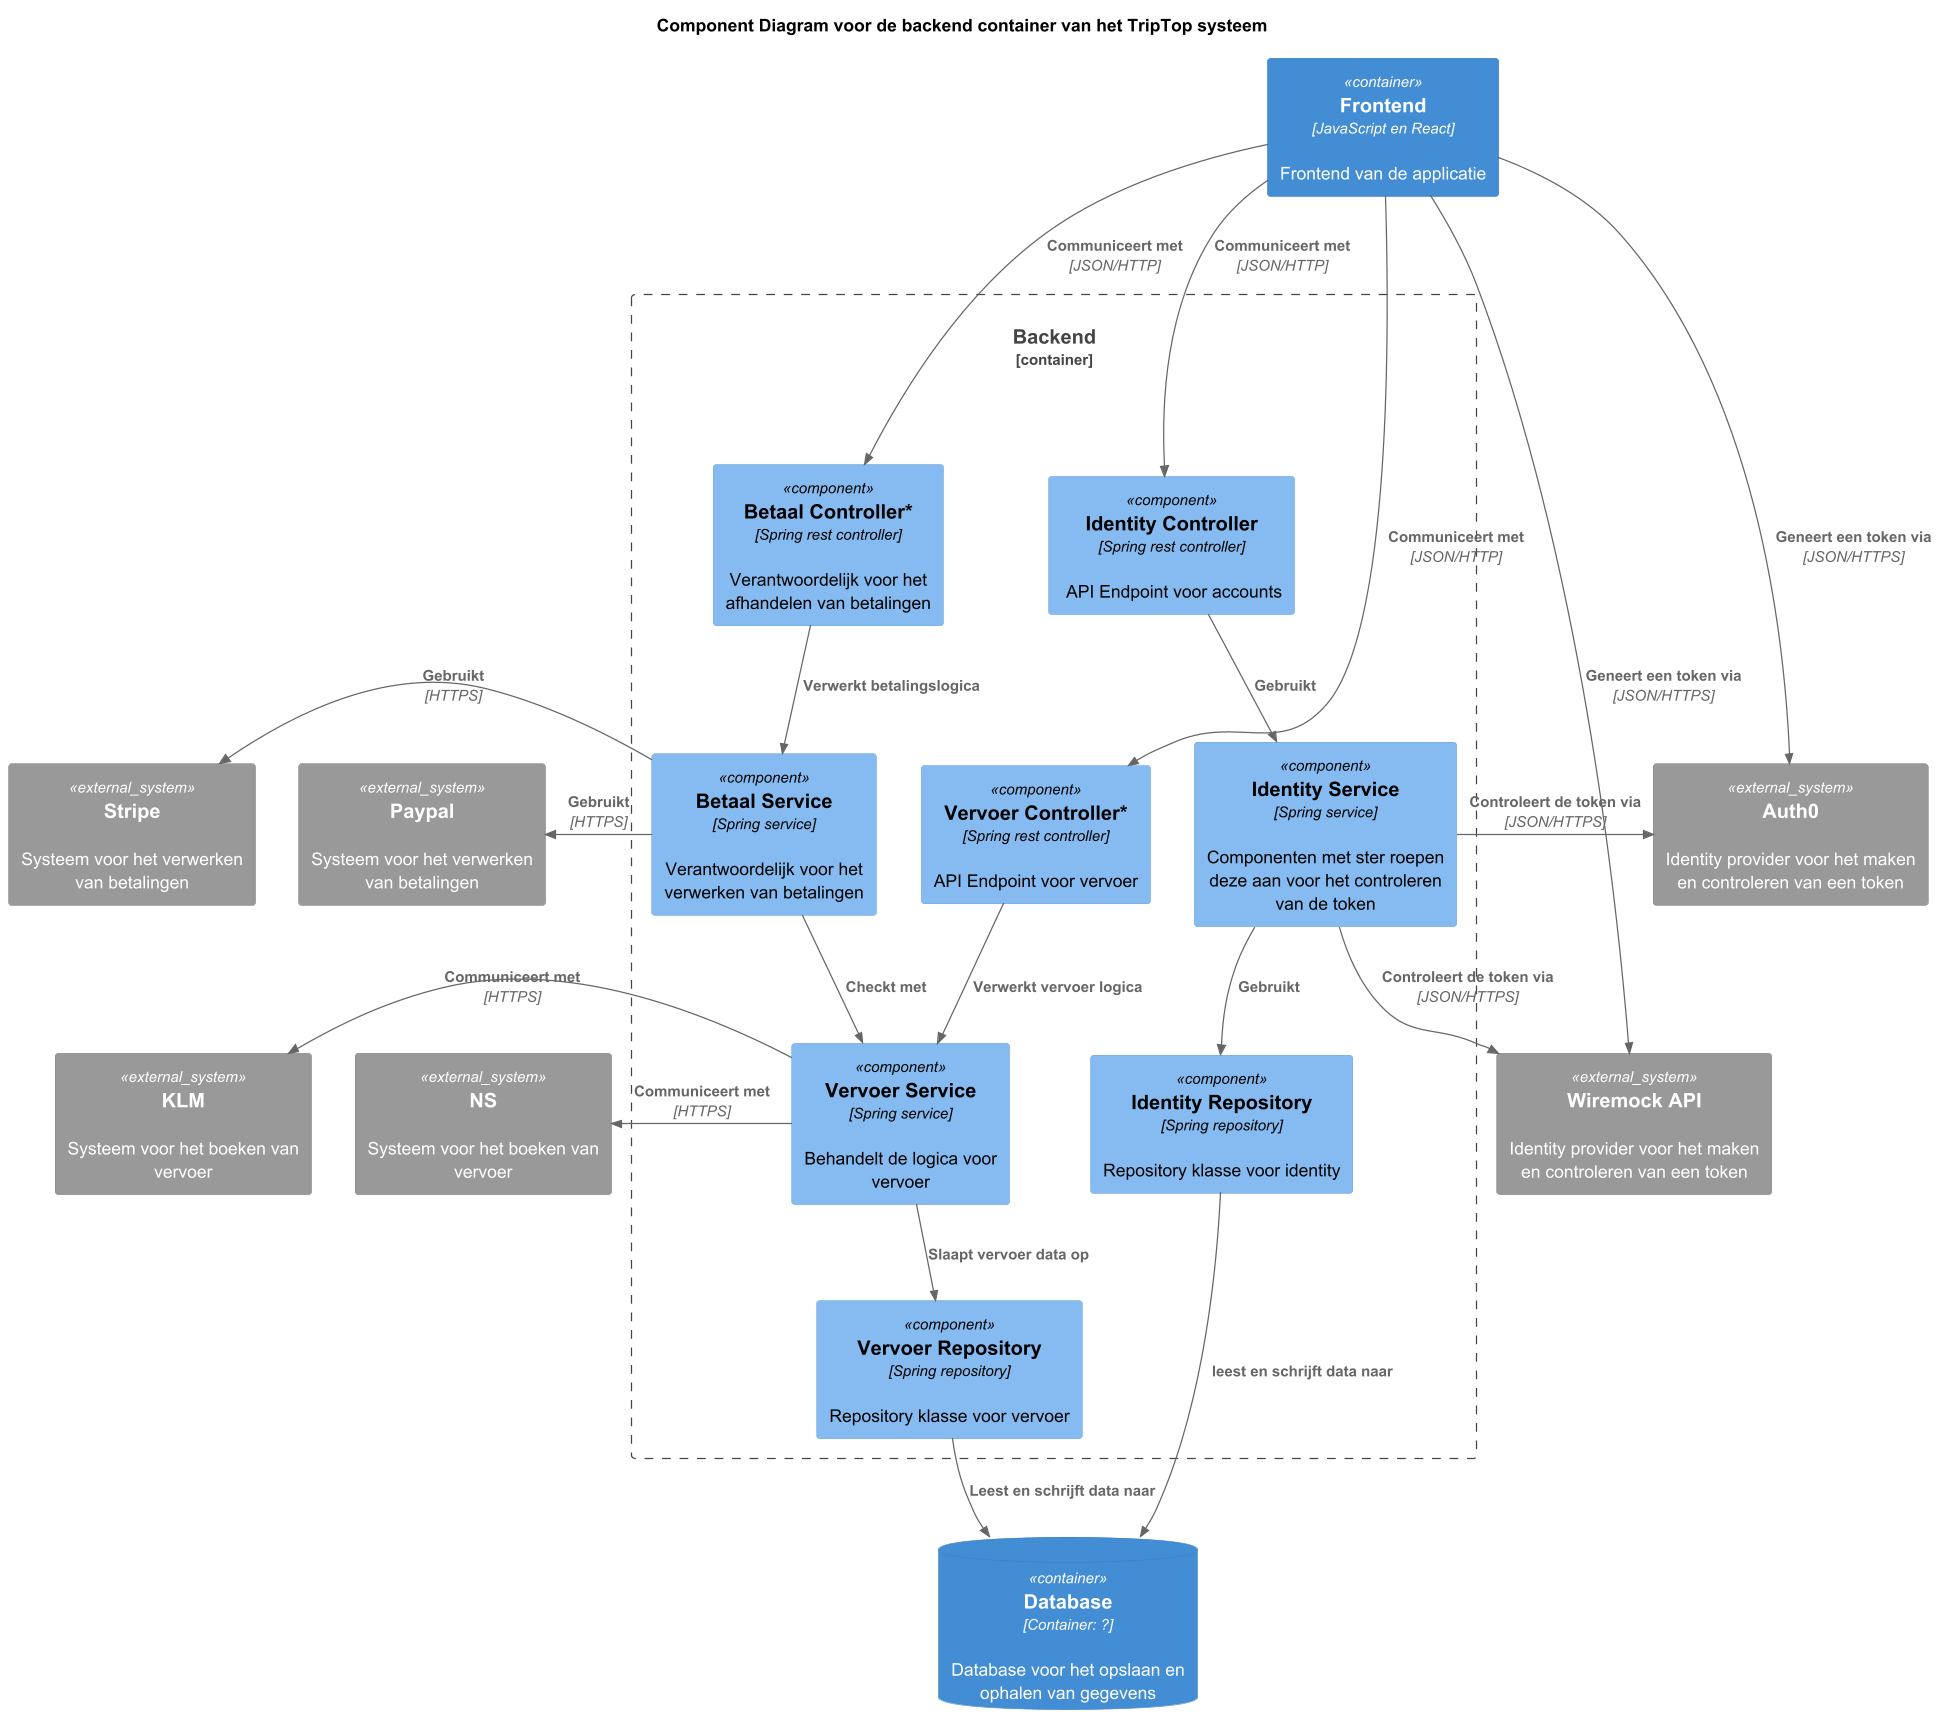 Component Diagram voor de backend container van het TripTop systeem
«container»
Frontend
[JavaScript en React]
Frontend van de applicatie
Communiceert met
[JSON/HTTP]
Communiceert met
[JSON/HTTP]
Backend
[container]
«component»
Betaal Controller*
[Spring rest controller]
Verantwoordelijk voor het
afhandelen van betalingen
«component»
Identity Controller
[Spring rest controller]
API Endpoint voor accounts
Communiceert met
[JSON/HTTP]
Geneert een token via
[JSON/HTTPS]
Gebruikt
[HTTPS]
Verwerkt betalingslogica
Gebruikt
Geneert een token via
[JSON/HTTPS]
«external_system»
Stripe
Systeem voor het verwerken
van betalingen
«external_system»
Paypal
Systeem voor het verwerken
van betalingen
Gebruikt
[HTTPS]
«component»
Betaal Service
[Spring service]
Verantwoordelijk voor het
verwerken van betalingen
«component»
Vervoer Controller*
[Spring rest controller]
API Endpoint voor vervoer
«component»
Identity Service
[Spring service]
Componenten met ster roepen
deze aan voor het controleren
van de token
Controleert de token via
[JSON/HTTPS]
«external_system»
Auth0
Identity provider voor het maken
en controleren van een token
Communiceert met
[HTTPS]
Checkt met
Verwerkt vervoer logica
Gebruikt
Controleert de token via
[JSON/HTTPS]
«external_system»
KLM
Systeem voor het boeken van
vervoer
«external_system»
NS
Systeem voor het boeken van
vervoer
Communiceert met
[HTTPS]
«component»
Vervoer Service
[Spring service]
Behandelt de logica voor
vervoer
«component»
Identity Repository
[Spring repository]
Repository klasse voor identity
«external_system»
Wiremock API
Identity provider voor het maken
en controleren van een token
Slaapt vervoer data op
«component»
Vervoer Repository
[Spring repository]
Repository klasse voor vervoer
leest en schrijft data naar
Leest en schrijft data naar
«container»
Database
[Container: ?]
Database voor het opslaan en
ophalen van gegevens